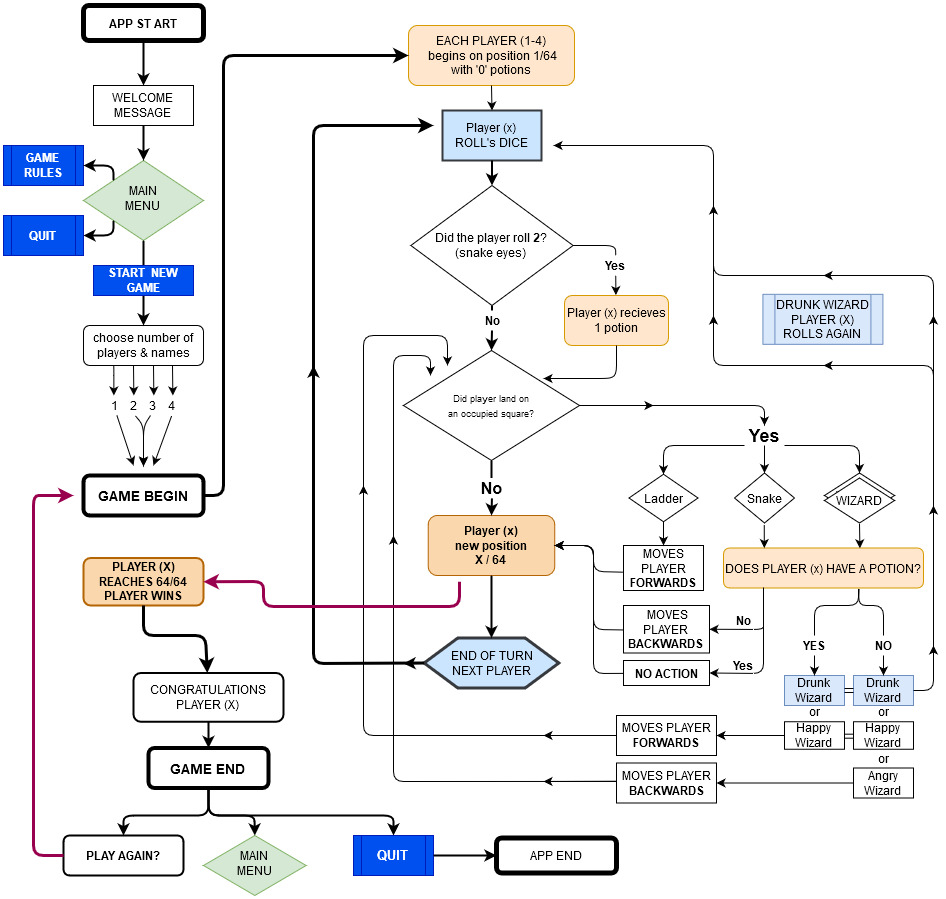 APP ST ART
WELCOME
MESSAGE
GAME
RULES
MAIN
MENU
QUIT
START NEW
GAME
choose number of
players & names
1 2 3 4
GAME BEGIN
EACH PLAYER (1-4)
begins on position 1/64
with '0' potions
Player (x)
ROLL's DICE
Did the player roll 2?
(snake eyes)
Yes
Player (x) recieves
1 potion
No
DRUNK WIZARD
PLAYER (X)
ROLLS AGAIN
Did player land on
an occupied square?
Yes
Ladder
Snake
WIZARD
No
Player (x)
new position
X / 64
MOVES
PLAYER
FORWARDS
DOES PLAYER (x) HAVE A POTION?
MOVES
PLAYER
BACKWARDS
No
NO ACTION
Yes
YES
NO
Drunk
Wizard
Drunk
Wizard
or
or
Happy
Wizard
Happy
Wizard
or
Angry
Wizard
MOVES PLAYER
FORWARDS
MOVES PLAYER
BACKWARDS
END OF TURN
NEXT PLAYER
PLAYER (X)
REACHES 64/64
PLAYER WINS
CONGRATULATIONS
PLAYER (X)
GAME END
PLAY AGAIN?
MAIN
MENU
QUIT
APP END